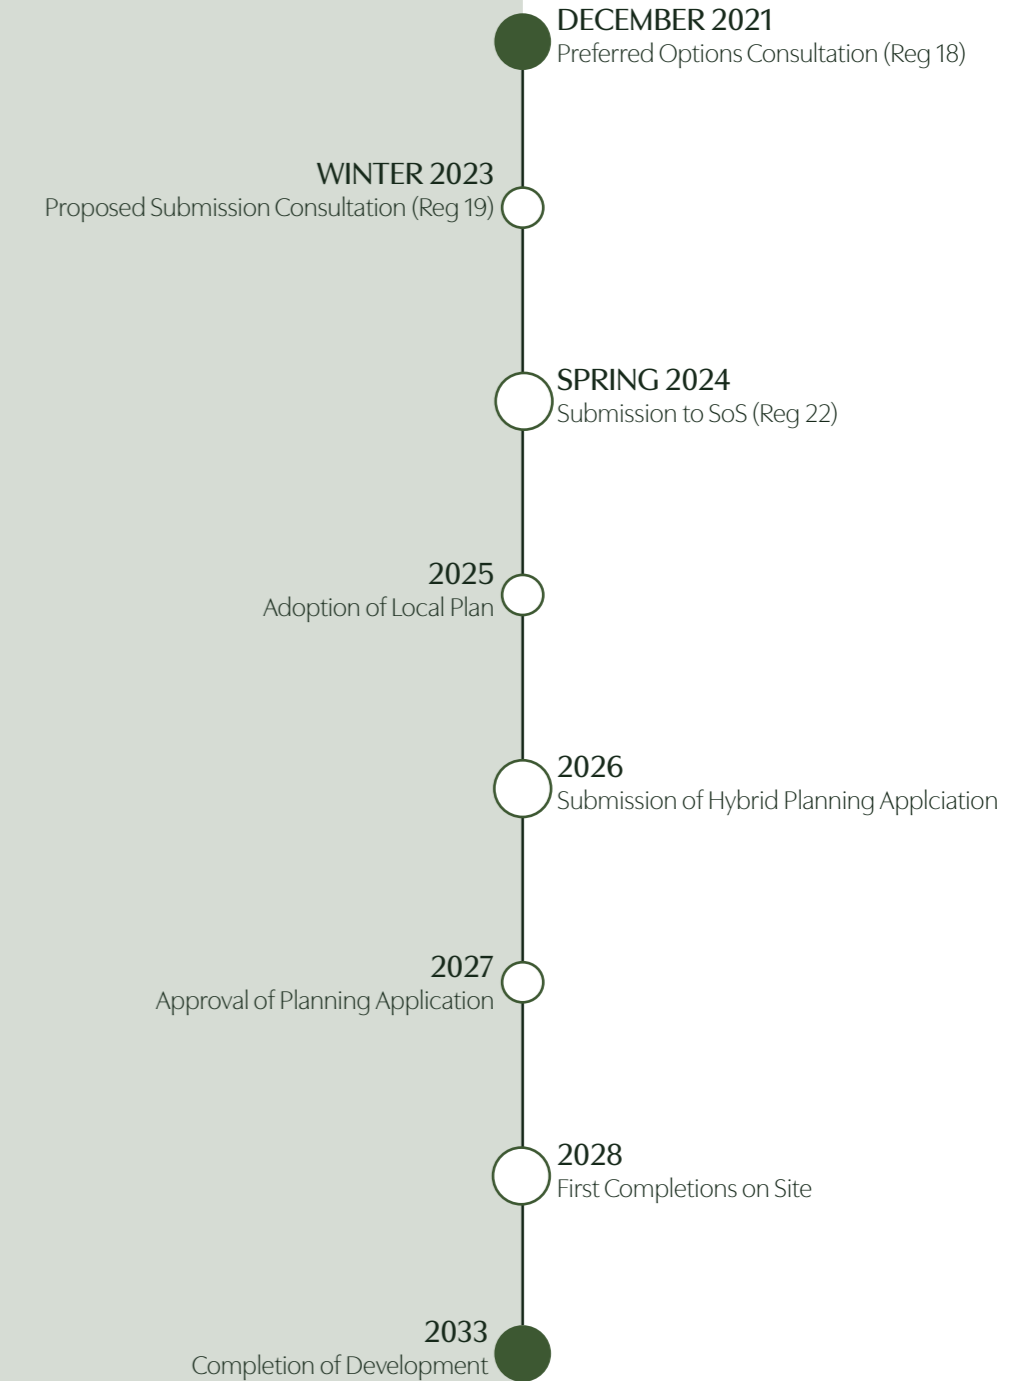 DECEMBER 2021
Preferred Options Consultation (Reg 18)
WINTER 2023
Proposed Submission Consultation (Reg 19)
SPRING 2024
Submission to SoS (Reg 22)
2025
Adoption of Local Plan
2026
Submission of Hybrid Planning Applciation
2027
Approval of Planning Application
2028
First Completions on Site
2033
Completion of Development